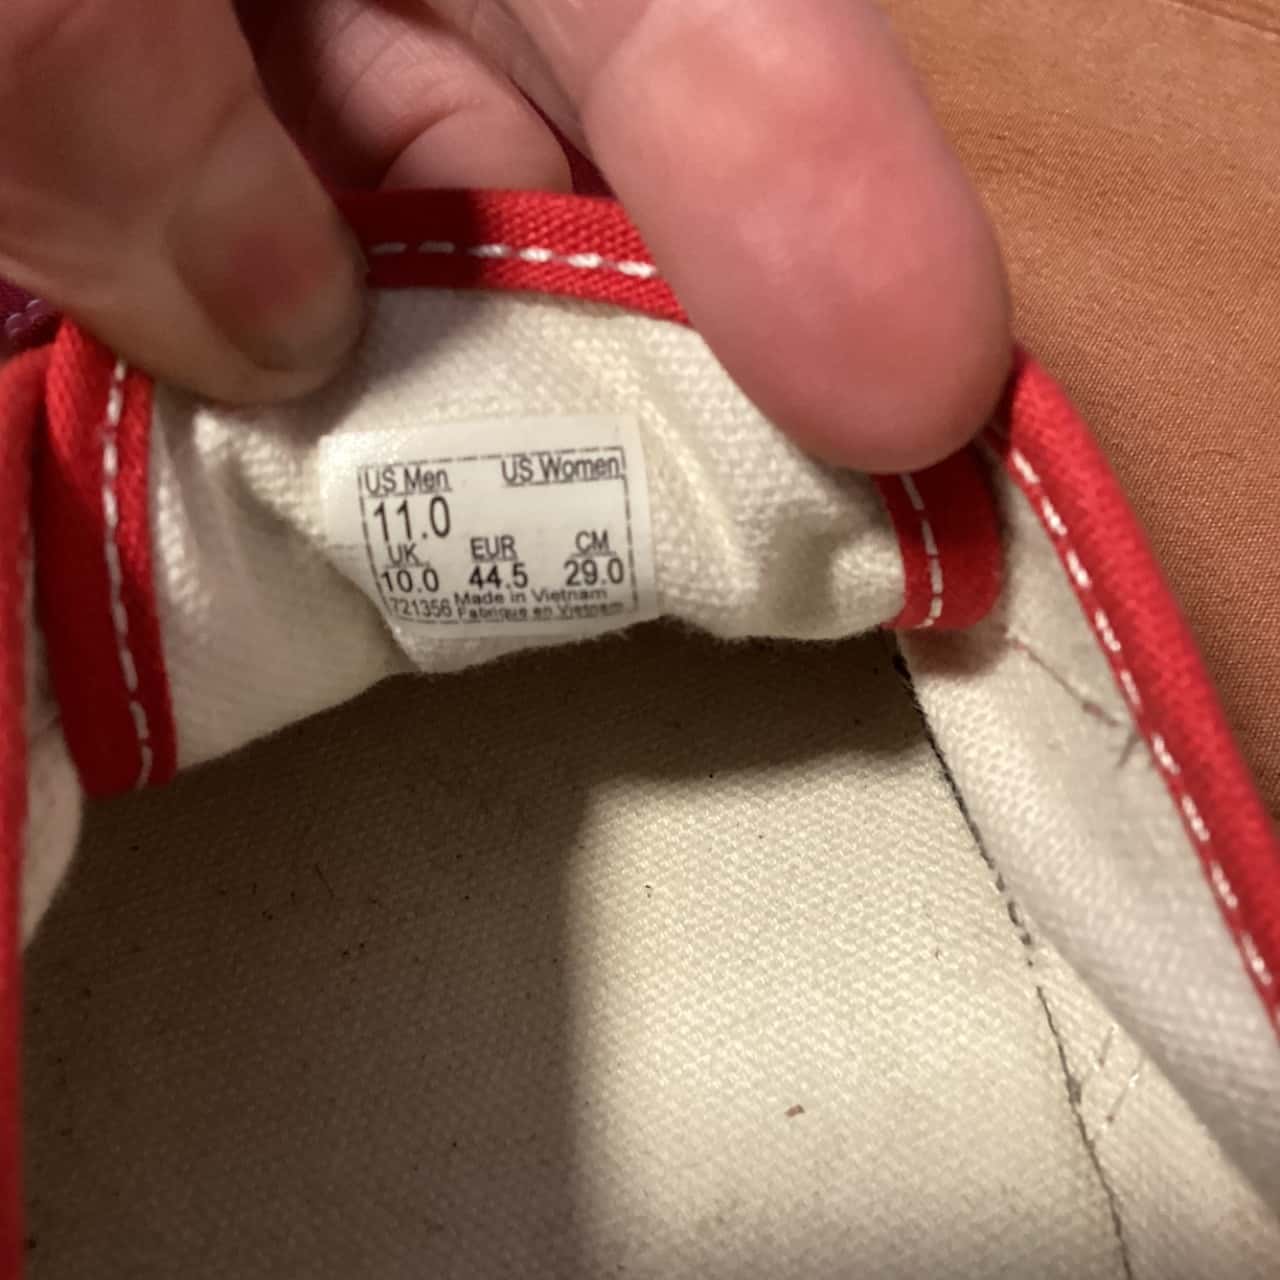 US Men US Women
11.0
UK EUR CM
10.0 44.5 29.0
721356 Made in Vietnam
Fabrique en Vietnam